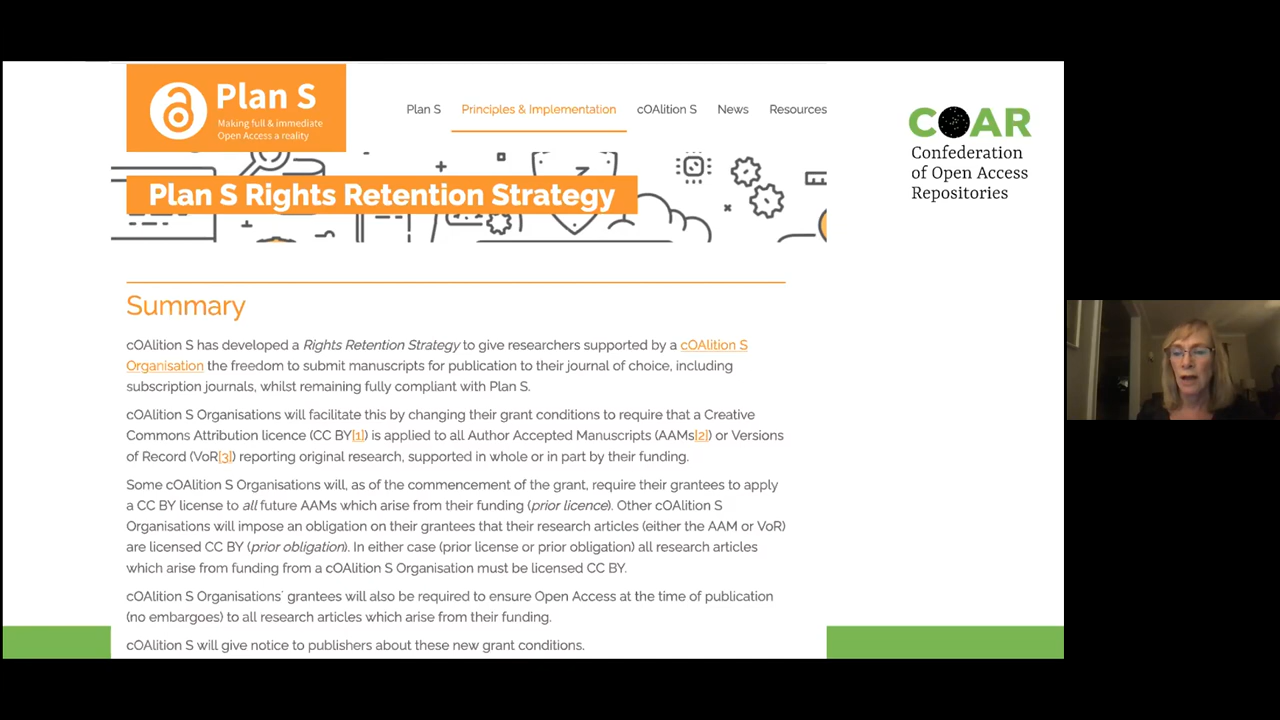 Plan S
Making full & immediate
Open Access a reality
Plan S Principles & Implementation cOAlition S News Resources
COAR
Confederation
of Open Access
Repositories
Plan S Rights Retention Strategy
Summary
cOAlition S has developed a Rights Retention Strategy to give researchers supported by a cOAlition S
Organisation the freedom to submit manuscripts for publication to their journal of choice, including
subscription journals, whilst remaining fully compliant with Plan S.
cOAlition S Organisations will facilitate this by changing their grant conditions to require that a Creative
Commons Attribution licence (CC BY[1]) is applied to all Author Accepted Manuscripts (AAMs[2]) or Versions
of Record (VoR[3]) reporting original research, supported in whole or in part by their funding.
Some cOAlition S Organisations will, as of the commencement of the grant, require their grantees to apply
a CC BY license to all future AAMs which arise from their funding (prior licence). Other cOAlition S
Organisations will impose an obligation on their grantees that their research articles (either the AAM or VoR)
are licensed CC BY (prior obligation). In either case (prior license or prior obligation) all research articles
which arise from funding from a cOAlition S Organisation must be licensed CC BY.
cOAlition S Organisations´ grantees will also be required to ensure Open Access at the time of publication
(no embargoes) to all research articles which arise from their funding.
cOAlition S will give notice to publishers about these new grant conditions.